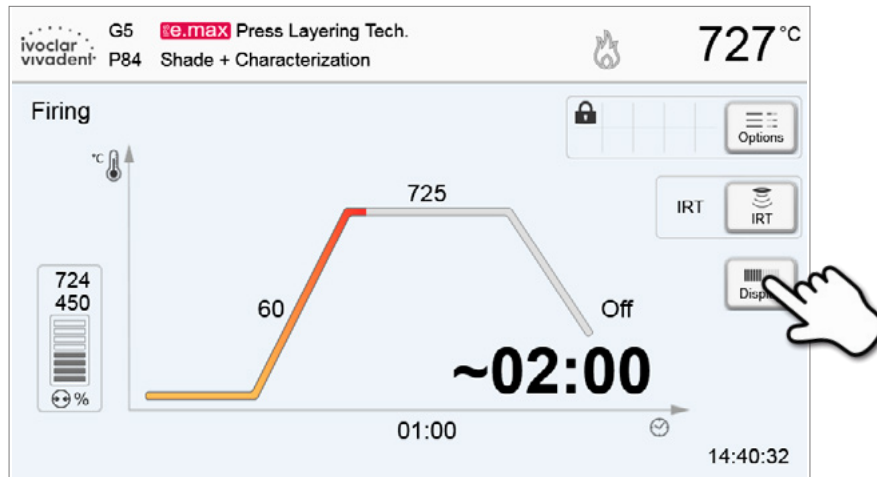 ivoclar
vivadent
G5 IPS e.max Press Layering Tech.
P84 Shade + Characterization
727 °C
Firing
Options
°C
725
IRT
IRT
724
450
60
Off
Display
~02:00
%
01:00
14:40:32